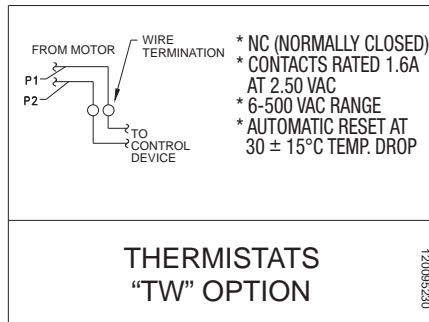 FROM MOTOR
P1
P2
WIRE
TERMINATION
TO
CONTROL
DEVICE
* NC (NORMALLY CLOSED)
* CONTACTS RATED 1.6A
AT 2.50 VAC
* 6-500 VAC RANGE
* AUTOMATIC RESET AT
30 ± 15°C TEMP. DROP
THERMISTATS
“TW” OPTION
120095230